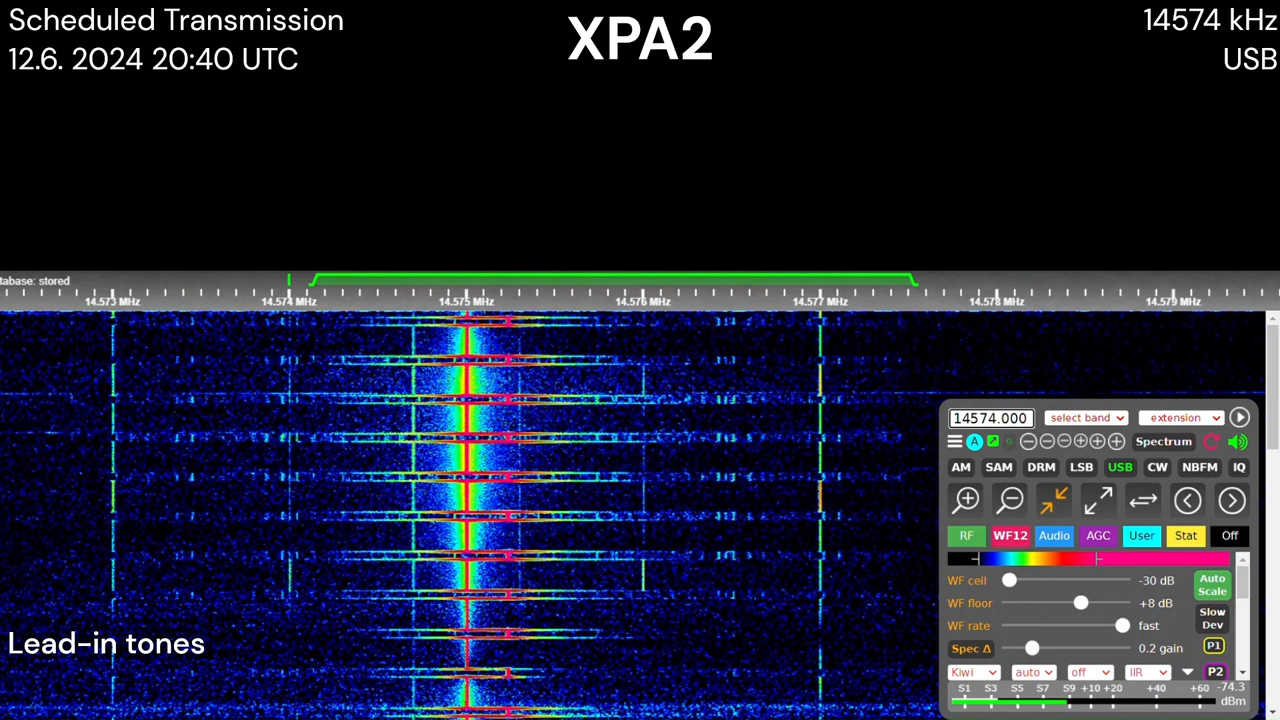 Scheduled Transmission
XPA2
14574 kHz
12.6. 2024 20:40 UTC
USB
tabase: stored
14.573 MHz 14.574 MHz 14.575 MHz 14.576 MHz 14.577 MHz 14.578 MHz 14.579 MHz
14574.000 select band extension
A 0 Spectrum
AM SAM DRM LSB USB CW NBFM IQ
RF WF12 Audio AGC User Stat Off
WF ceil -30 dB Auto Scale
WF floor +8 dB
WF rate fast Slow Dev
Spec Δ 0.2 gain P1
Lead-in tones
Kiwi auto off IIR P2
S1 S3 S5 S7 S9 +10 +20 +40 +60 -74.3
dBm